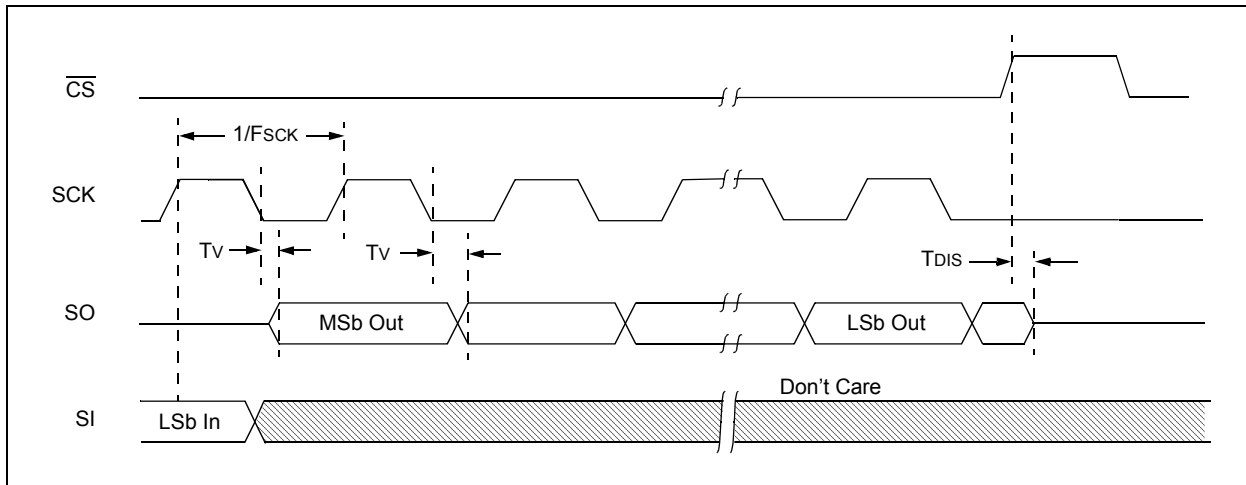 CS
1/FSCK
SCK
TV
TV
TDIS
SO
MSb Out
LSb Out
Don't Care
SI
LSb In